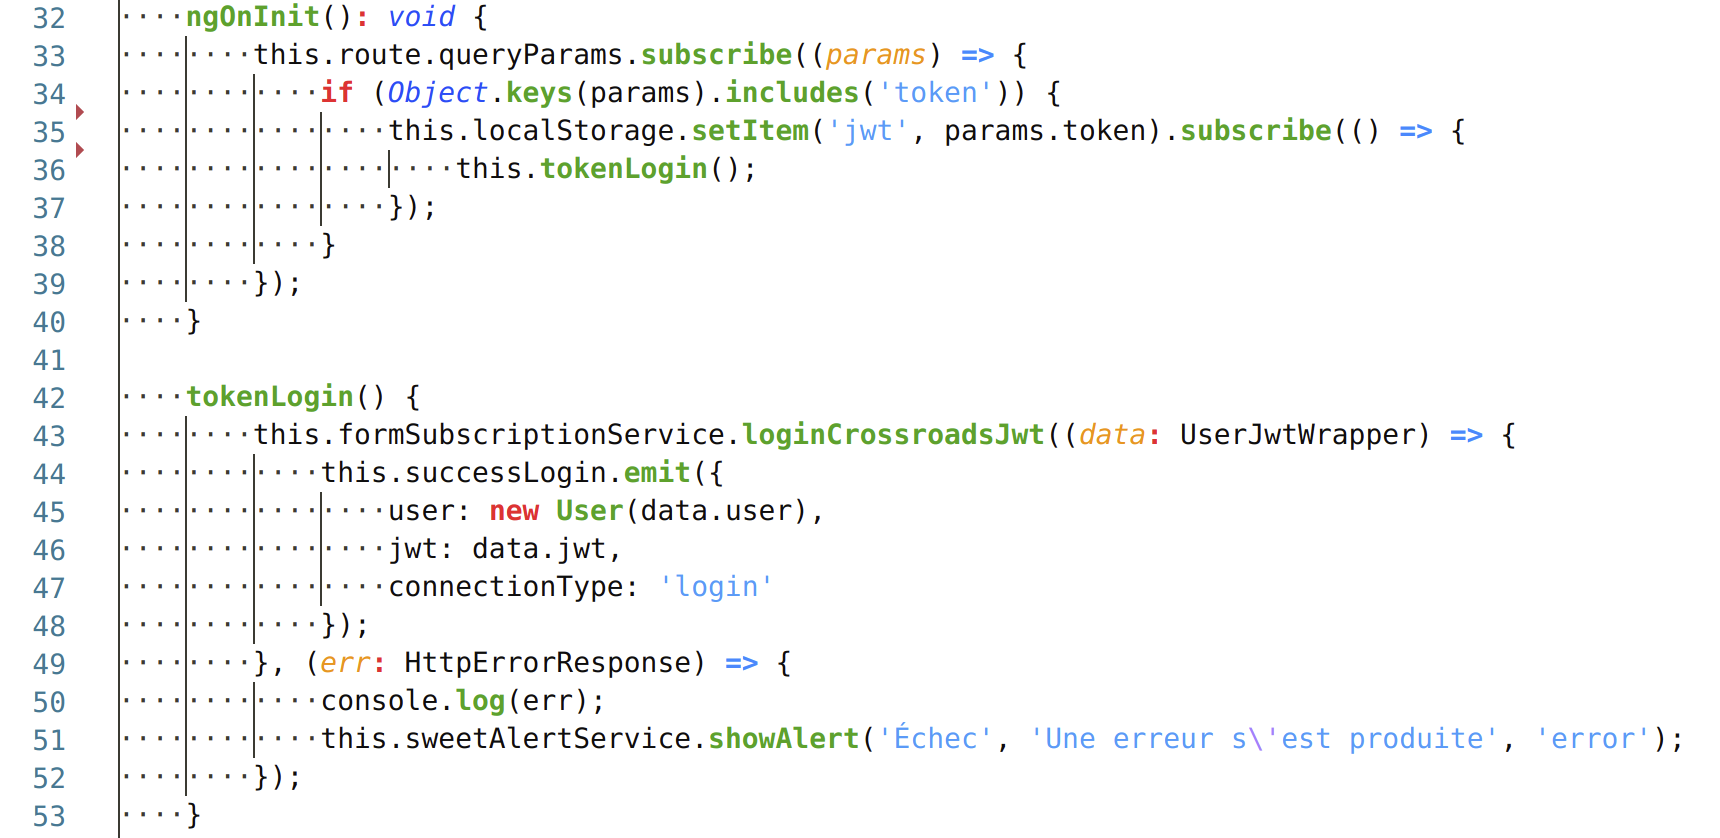 32     ngOnInit(): void {
33         this.route.queryParams.subscribe((params) => {
34             if (Object.keys(params).includes('token')) {
35                 this.localStorage.setItem('jwt', params.token).subscribe(() => {
36                     this.tokenLogin();
37                 });
38             }
39         });
40     }
41
42     tokenLogin() {
43         this.formSubscriptionService.loginCrossroadsJwt((data: UserJwtWrapper) => {
44             this.successLogin.emit({
45                 user: new User(data.user),
46                 jwt: data.jwt,
47                 connectionType: 'login'
48             });
49         }, (err: HttpErrorResponse) => {
50             console.log(err);
51             this.sweetAlertService.showAlert('Échec', 'Une erreur s\'est produite', 'error');
52         });
53     }